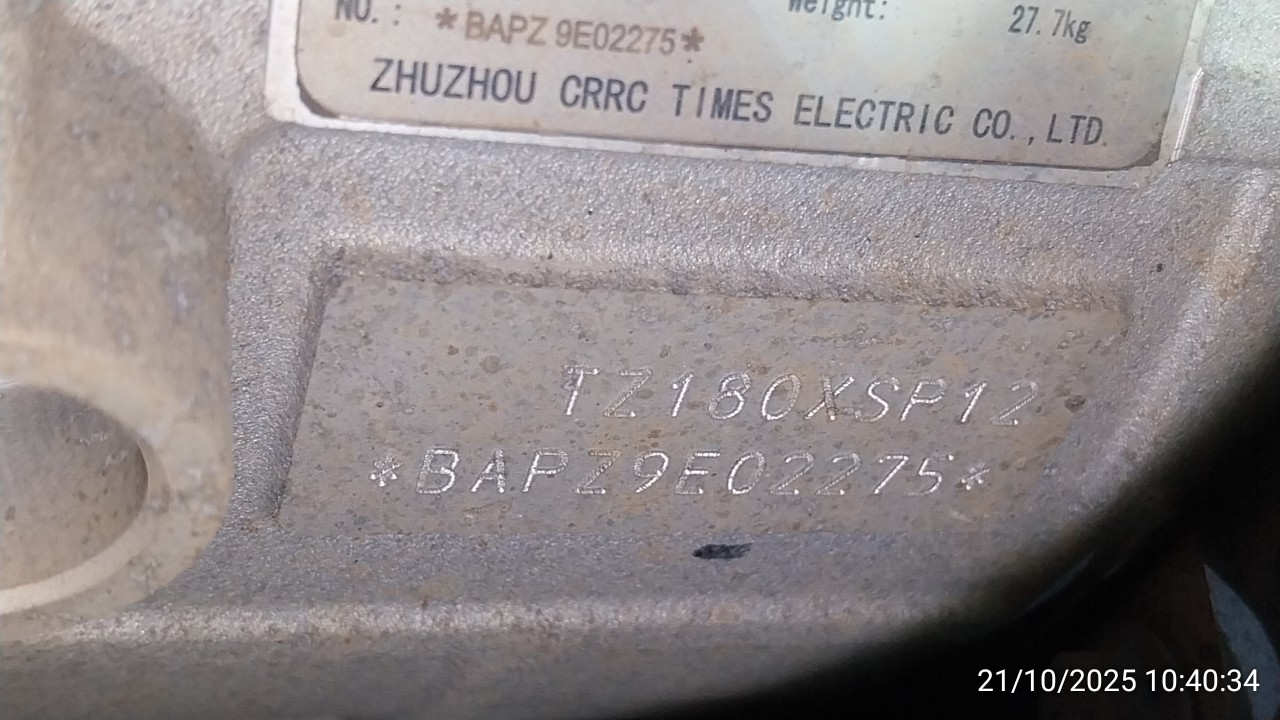 NO.: *BAPZ 9E02275*
Weight: 27.7kg
ZHUZHOU CRRC TIMES ELECTRIC CO., LTD.
TZ180XSP12
*BAPZ9E02275*
21/10/2025 10:40:34